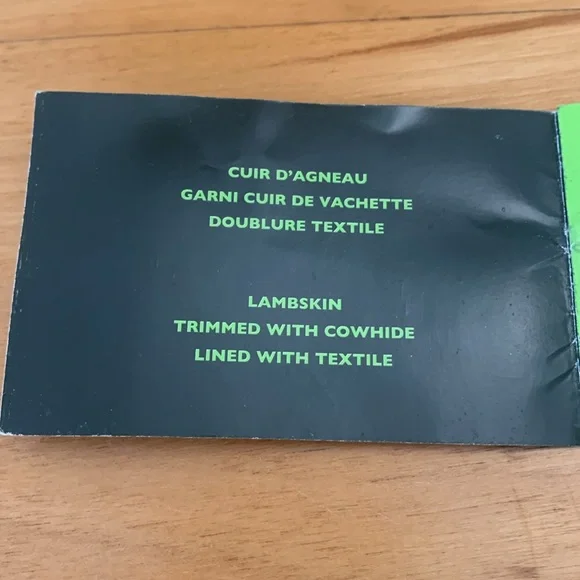 CUIR D'AGNEAU
GARNI CUIR DE VACHETTE
DOUBLURE TEXTILE
LAMBSKIN
TRIMMED WITH COWHIDE
LINED WITH TEXTILE